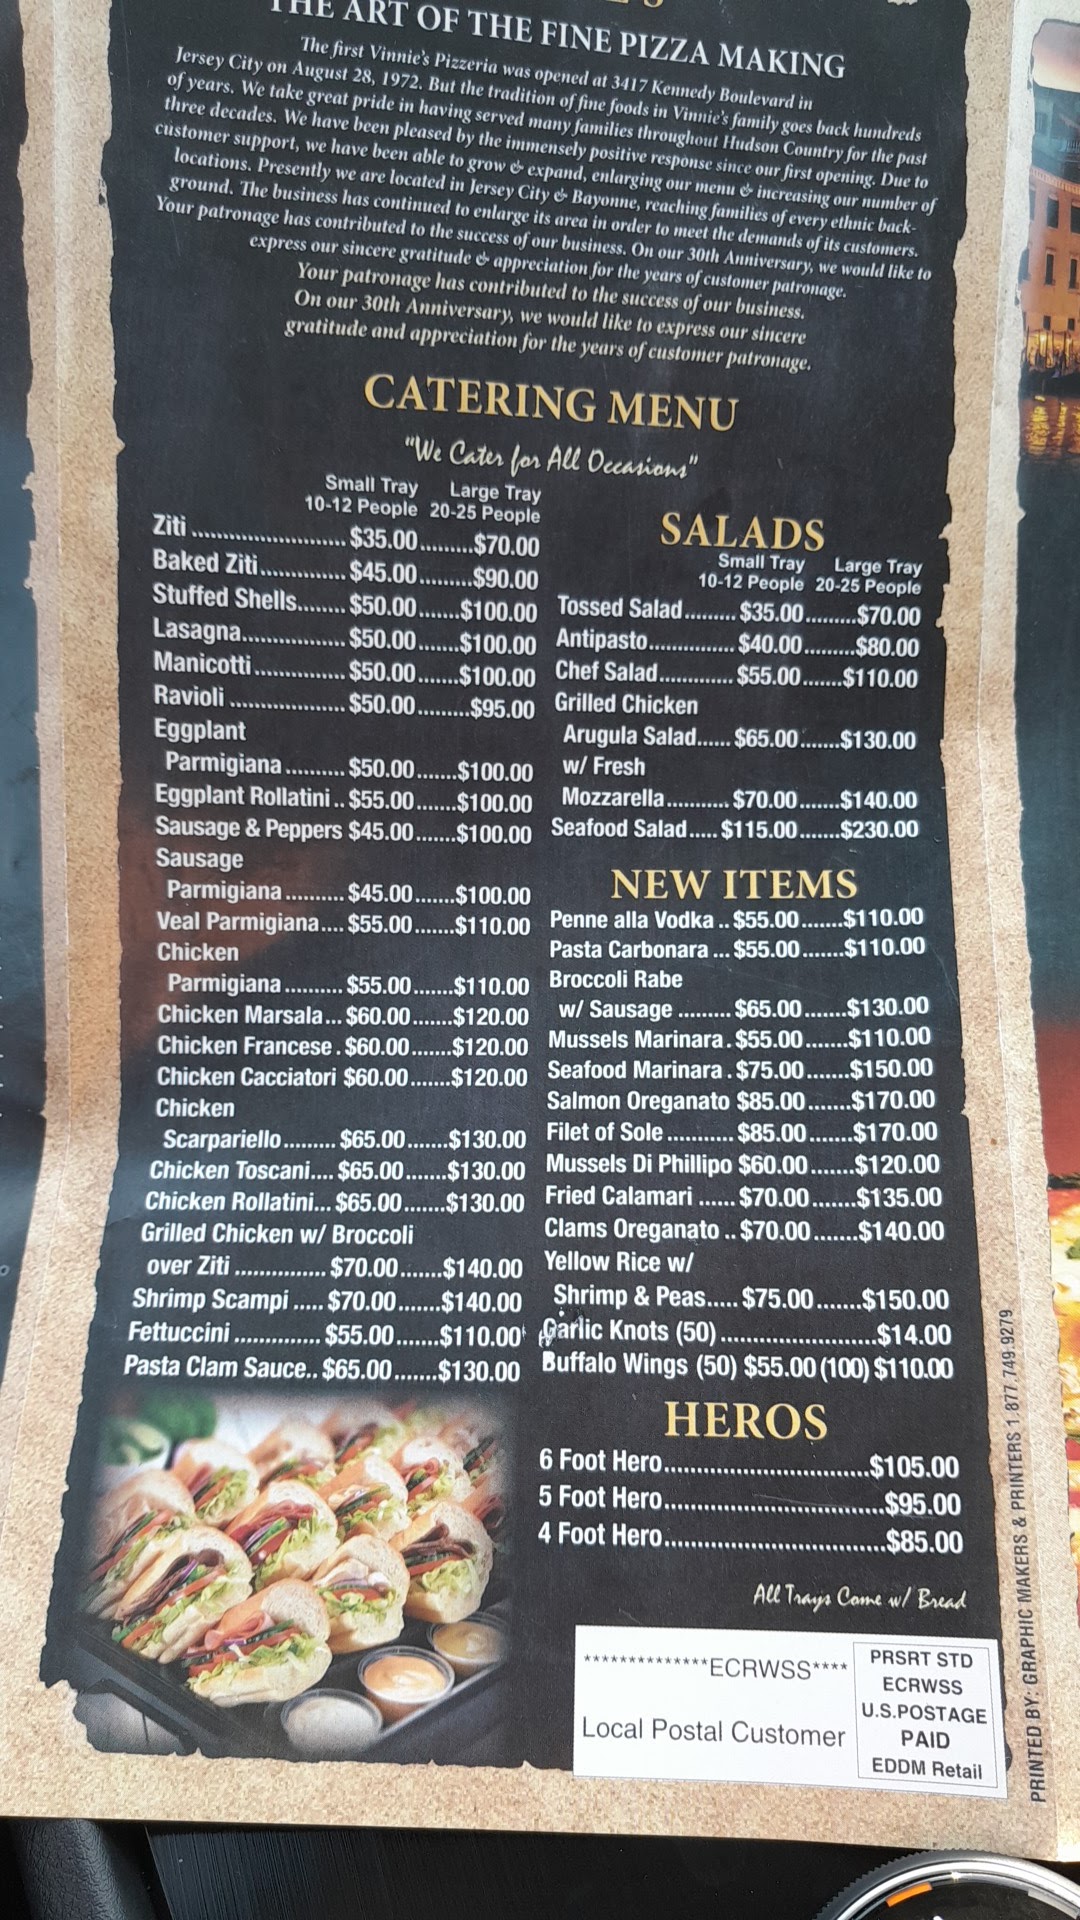 THE ART OF THE FINE PIZZA MAKING
The first Vinnie's Pizzeria was opened at 3417 Kennedy Boulevard in
Jersey City on August 28, 1972. But the tradition of fine foods in Vinnie's family goes back hundreds
of years. We take great pride in having served many families throughout Hudson Country for the past
three decades. We have been pleased by the immensely positive response since our first opening. Due to
customer support, we have been able to grow & expand, enlarging our menu & increasing our number of
locations. Presently we are located in Jersey City & Bayonne, reaching families of every ethnic back-
ground. The business has continued to enlarge its area in order to meet the demands of its customers.
Your patronage has contributed to the success of our business. On our 30th Anniversary, we would like to
express our sincere gratitude & appreciation for the years of customer patronage.
Your patronage has contributed to the success of our business.
On our 30th Anniversary, we would like to express our sincere
gratitude and appreciation for the years of customer patronage.
CATERING MENU
"We Cater for All Occasions"
Small Tray Large Tray
10-12 People 20-25 People
Ziti ...................... $35.00.........$70.00
Baked Ziti.............. $45.00.........$90.00
Stuffed Shells........ $50.00.......$100.00
Lasagna................. $50.00.......$100.00
Manicotti ............... $50.00.......$100.00
Ravioli ................... $50.00.........$95.00
Eggplant
Parmigiana .......... $50.00.......$100.00
Eggplant Rollatini .. $55.00.......$100.00
Sausage & Peppers $45.00.......$100.00
Sausage
Parmigiana .......... $45.00.......$100.00
Veal Parmigiana.... $55.00.......$110.00
Chicken
Parmigiana .......... $55.00.......$110.00
Chicken Marsala... $60.00.......$120.00
Chicken Francese . $60.00.......$120.00
Chicken Cacciatori $60.00.......$120.00
Chicken
Scarpariello ......... $65.00.......$130.00
Chicken Toscani.... $65.00.......$130.00
Chicken Rollatini... $65.00.......$130.00
Grilled Chicken w/ Broccoli
over Ziti ............... $70.00.......$140.00
Shrimp Scampi ..... $70.00.......$140.00
Fettuccini .............. $55.00.......$110.00
Pasta Clam Sauce.. $65.00.......$130.00
SALADS
Small Tray Large Tray
10-12 People 20-25 People
Tossed Salad ......... $35.00.........$70.00
Antipasto............... $40.00.........$80.00
Chef Salad............. $55.00.......$110.00
Grilled Chicken
Arugula Salad...... $65.00.......$130.00
w/ Fresh
Mozzarella........... $70.00.......$140.00
Seafood Salad ..... $115.00.......$230.00
NEW ITEMS
Penne alla Vodka .. $55.00.......$110.00
Pasta Carbonara ... $55.00.......$110.00
Broccoli Rabe
w/ Sausage ......... $65.00.......$130.00
Mussels Marinara . $55.00.......$110.00
Seafood Marinara . $75.00.......$150.00
Salmon Oreganato $85.00.......$170.00
Filet of Sole ........... $85.00.......$170.00
Mussels Di Phillipo $60.00.......$120.00
Fried Calamari ...... $70.00.......$135.00
Clams Oreganato .. $70.00.......$140.00
Yellow Rice w/
Shrimp & Peas..... $75.00.......$150.00
Garlic Knots (50) .........................$14.00
Buffalo Wings (50) $55.00 (100) $110.00
HEROS
6 Foot Hero.................................$105.00
5 Foot Hero...................................$95.00
4 Foot Hero...................................$85.00
All Trays Come w/ Bread
**************ECRWSS****
Local Postal Customer
PRSRT STD
ECRWSS
U.S.POSTAGE
PAID
EDDM Retail
PRINTED BY: GRAPHIC MAKERS & PRINTERS 1.877.749.9279